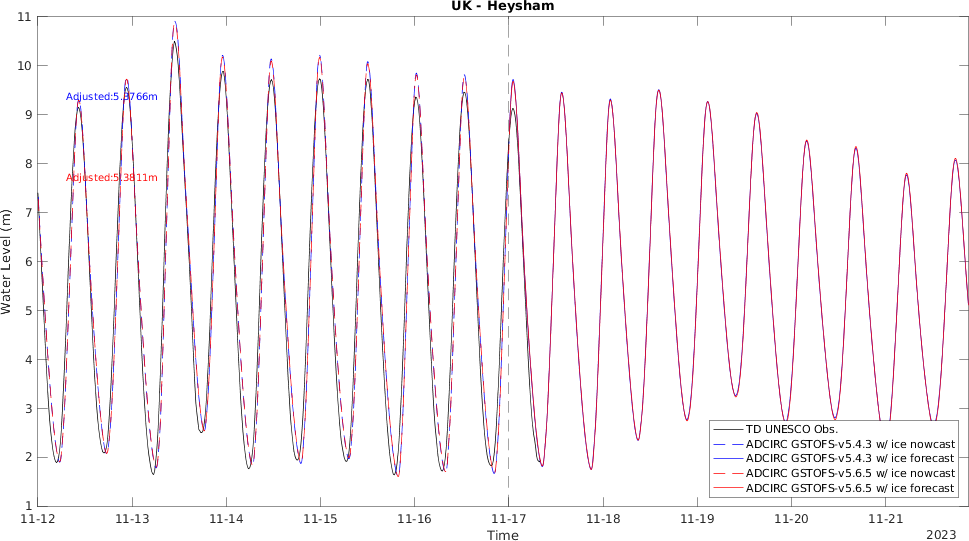 UK - Heysham
11
10
9
8
7
6
5
4
3
2
1
Water Level (m)
Adjusted:5.3766m
Adjusted:5.3811m
TD UNESCO Obs.
ADCIRC GSTOFS-v5.4.3 w/ ice nowcast
ADCIRC GSTOFS-v5.4.3 w/ ice forecast
ADCIRC GSTOFS-v5.6.5 w/ ice nowcast
ADCIRC GSTOFS-v5.6.5 w/ ice forecast
11-12 11-13 11-14 11-15 11-16 11-17 11-18 11-19 11-20 11-21
Time
2023